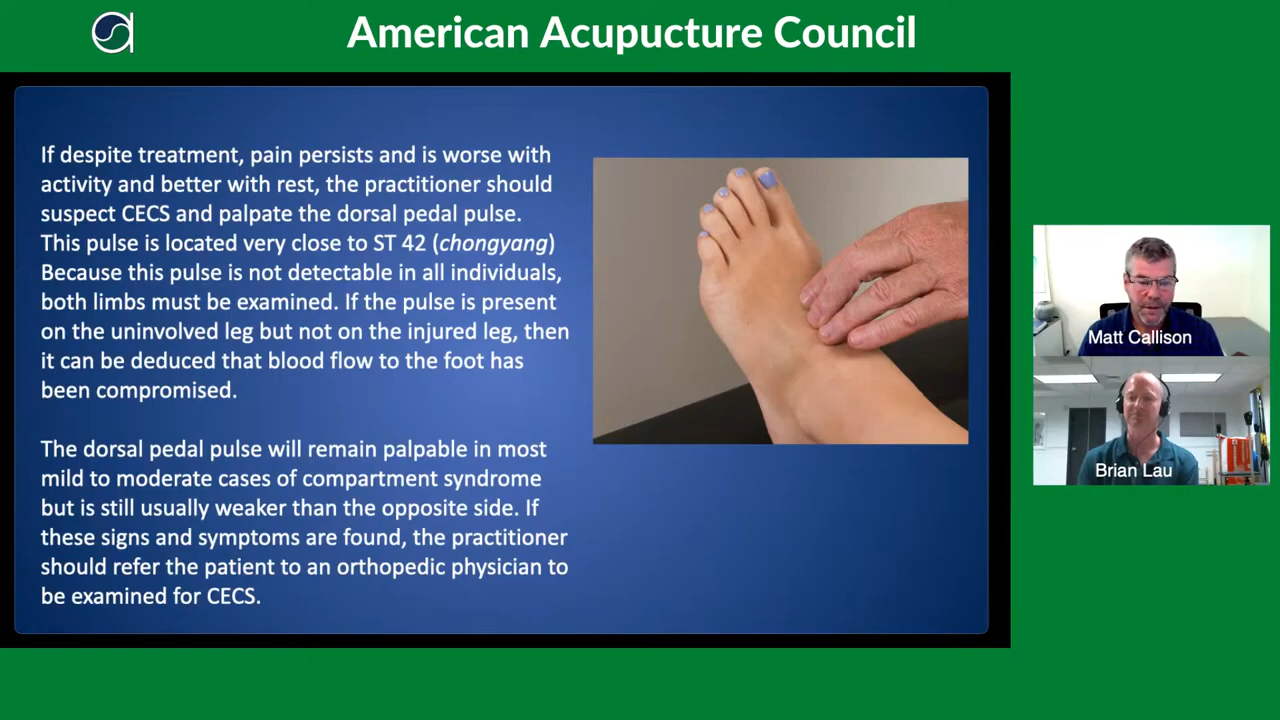 American Acupucture Council
If despite treatment, pain persists and is worse with
activity and better with rest, the practitioner should
suspect CECS and palpate the dorsal pedal pulse.
This pulse is located very close to ST 42 (chongyang)
Because this pulse is not detectable in all individuals,
both limbs must be examined. If the pulse is present
on the uninvolved leg but not on the injured leg, then
it can be deduced that blood flow to the foot has
been compromised.
The dorsal pedal pulse will remain palpable in most
mild to moderate cases of compartment syndrome
but is still usually weaker than the opposite side. If
these signs and symptoms are found, the practitioner
should refer the patient to an orthopedic physician to
be examined for CECS.
Matt Callison
Brian Lau